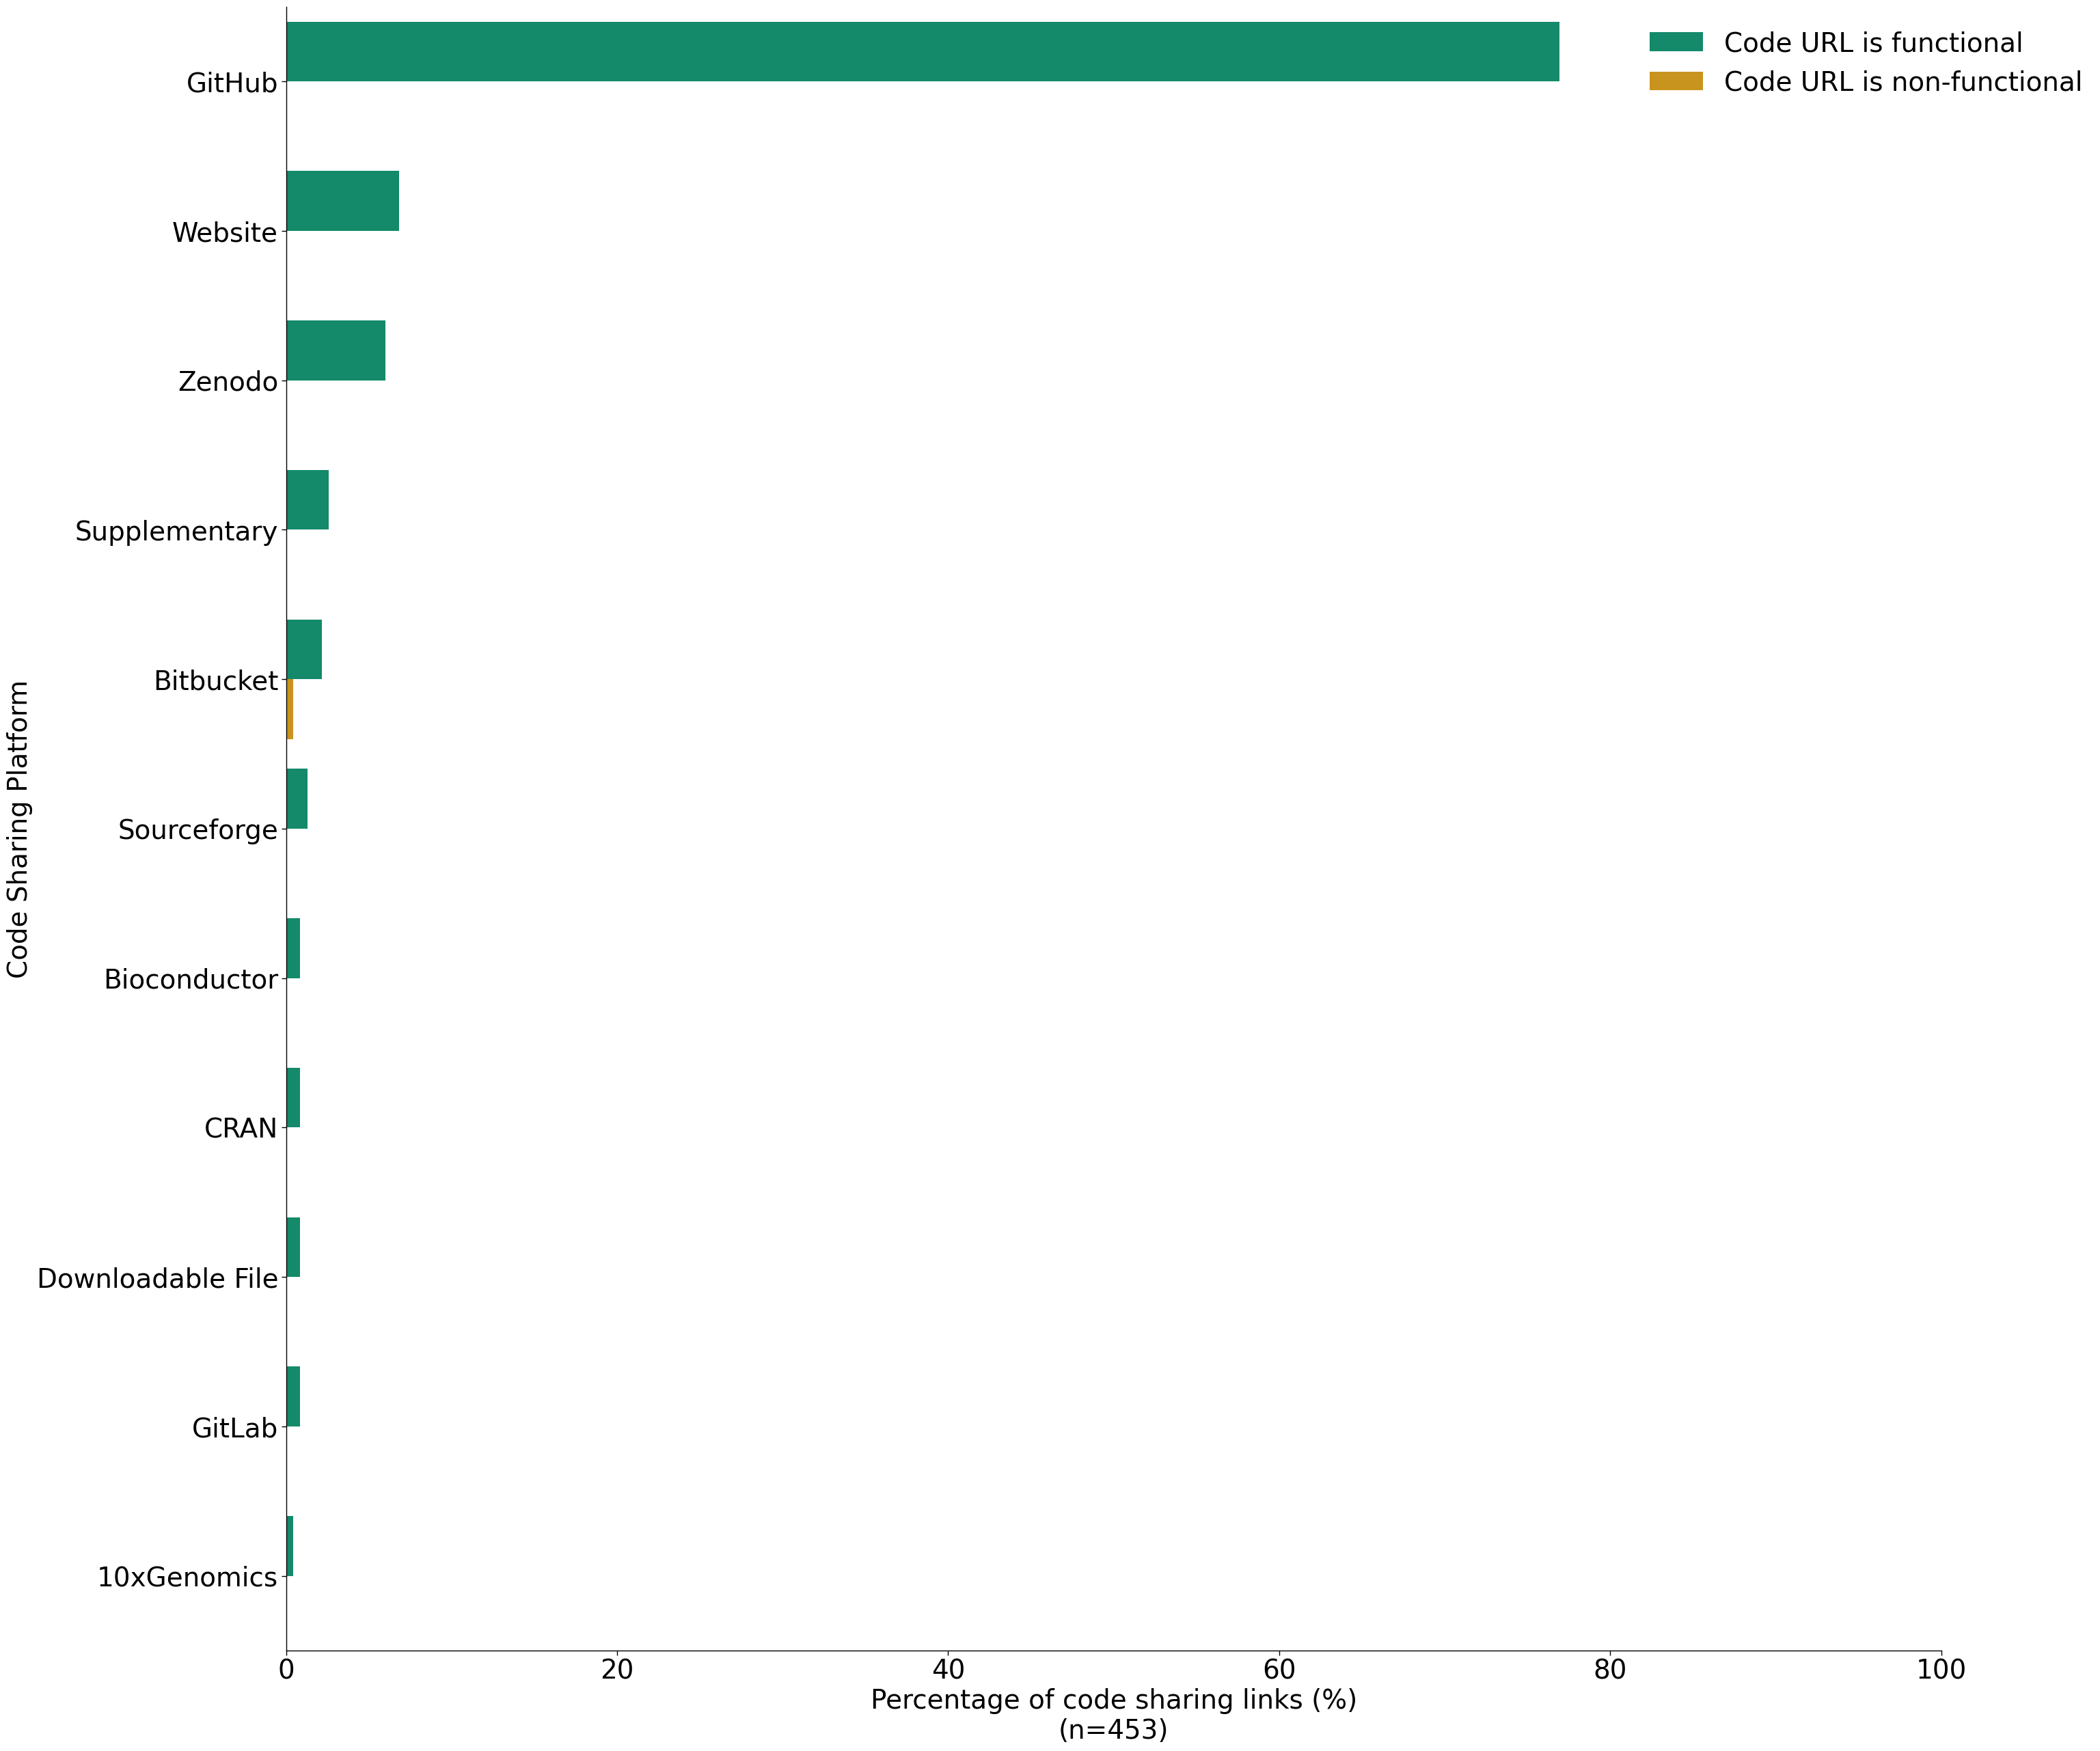 Code URL is functional
Code URL is non-functional
GitHub
Website
Zenodo
Supplementary
Bitbucket
Sourceforge
Bioconductor
CRAN
Downloadable File
GitLab
10xGenomics
Code Sharing Platform
0 20 40 60 80 100
Percentage of code sharing links (%)
(n=453)